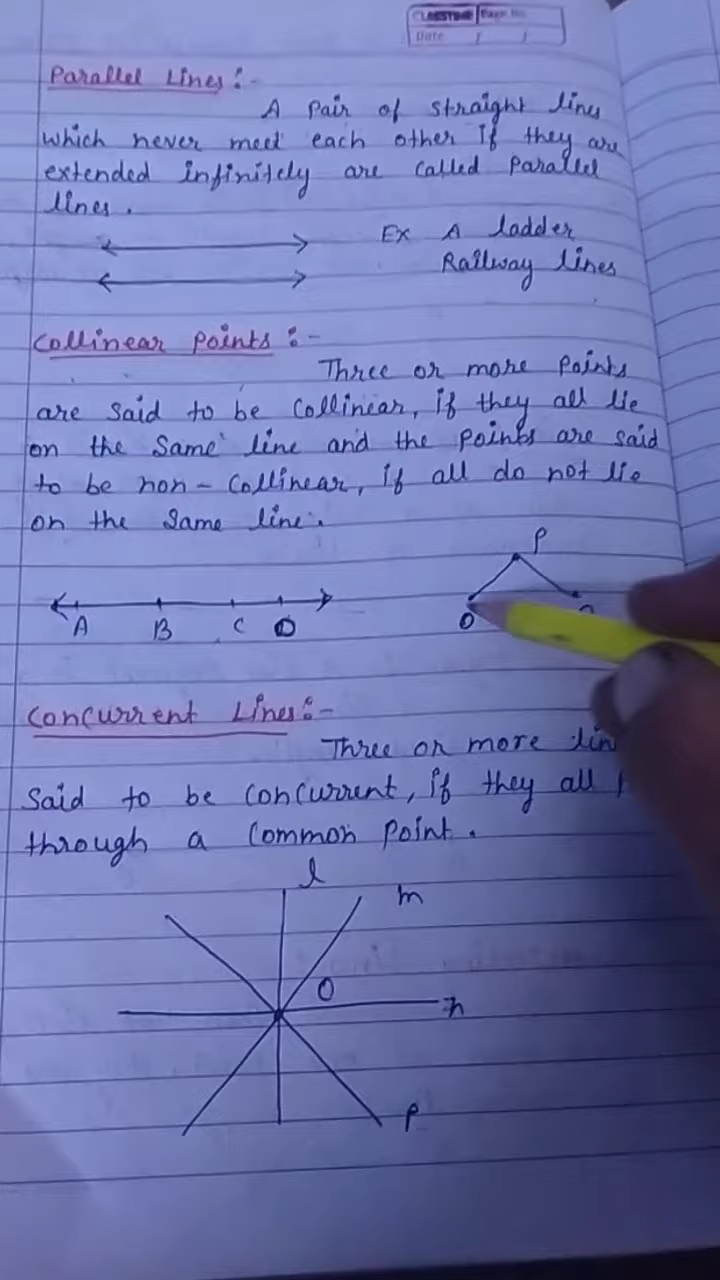 CLASSTIME Page No.
Date / /
Parallel Lines :-
A pair of straight lines
which never meet each other if they are
extended infinitely are called parallel
lines.
Ex A ladder
Railway lines
Collinear points :-
Three or more points
are said to be collinear, if they all lie
on the same line and the points are said
to be non-collinear, if all do not lie
on the same line.
P
A B C D
O
Concurrent Lines :-
Three or more
said to be concurrent, if they all
through a common point.
l
m
O
n
P